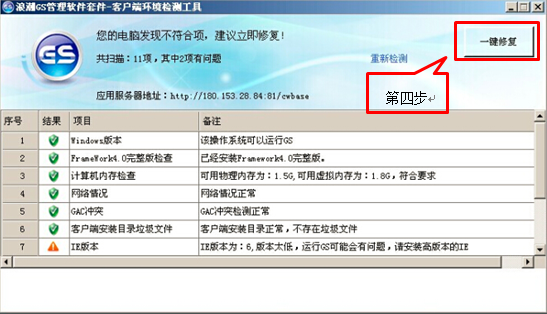 浪潮GS管理软件套件-客户端环境检测工具
GS
您的电脑发现不符合项，建议立即修复！
一键修复
共扫描：11项，其中2项有问题
重新检测
第四步
应用服务器地址：http://180.153.28.84:81/cwbase
序号 结果 项目 备注
1 Windows版本 该操作系统可以运行GS
2 FrameWork4.0完整版检查 已经安装Framework4.0完整版。
3 计算机内存检查 可用物理内存为：1.5G,可用虚拟内存为：1.8G，符合要求
4 网络情况 网络情况正常
5 GAC冲突 GAC冲突检测正常
6 客户端安装目录垃圾文件 客户端安装目录正常，不存在垃圾文件
7 IE版本 IE版本为：6,版本太低，运行GS可能会有问题，请安装高版本的IE